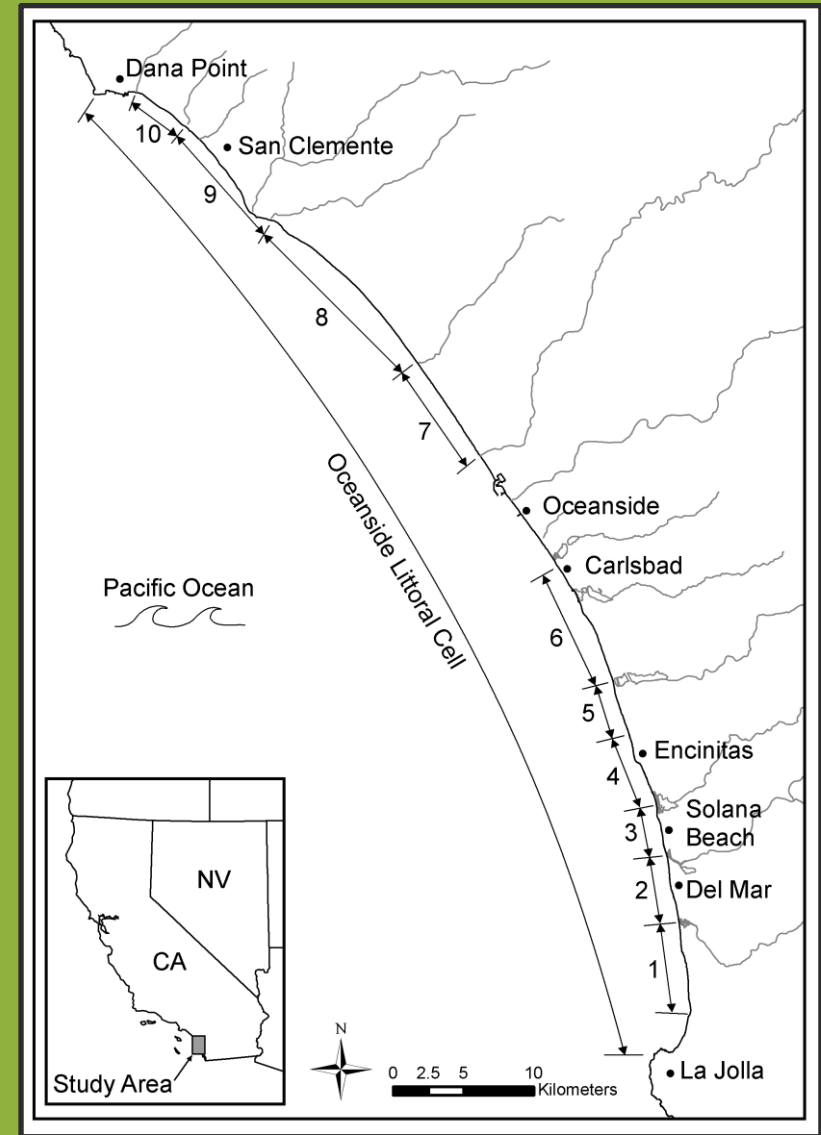 Dana Point
10
San Clemente
9
8
7
Oceanside Littoral Cell
Oceanside
Carlsbad
Pacific Ocean
6
5
Encinitas
4
Solana
Beach
3
Del Mar
2
1
NV
CA
Study Area
N
0 2.5 5 10
Kilometers
La Jolla